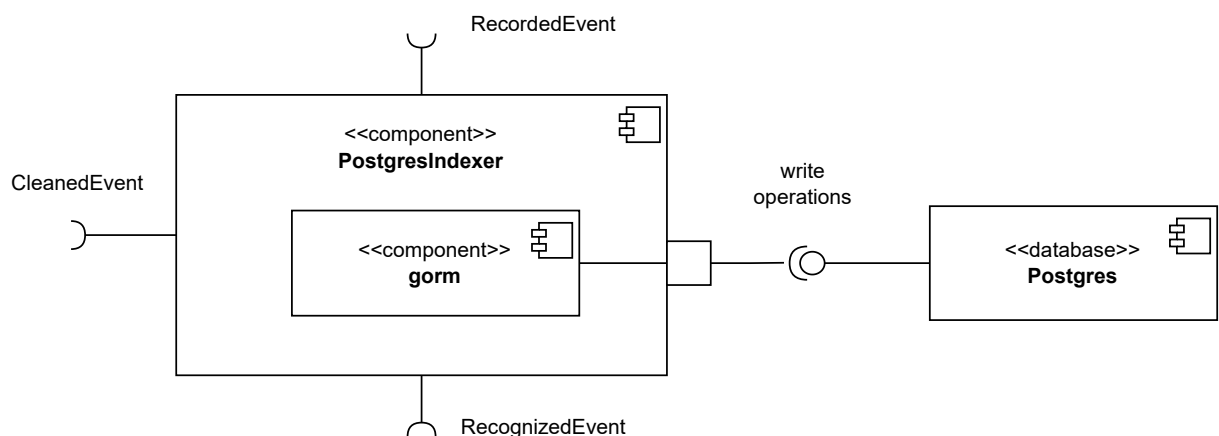 RecordedEvent
<<component>>
PostgresIndexer
CleanedEvent
write
operations
<<component>>
gorm
<<database>>
Postgres
RecognizedEvent